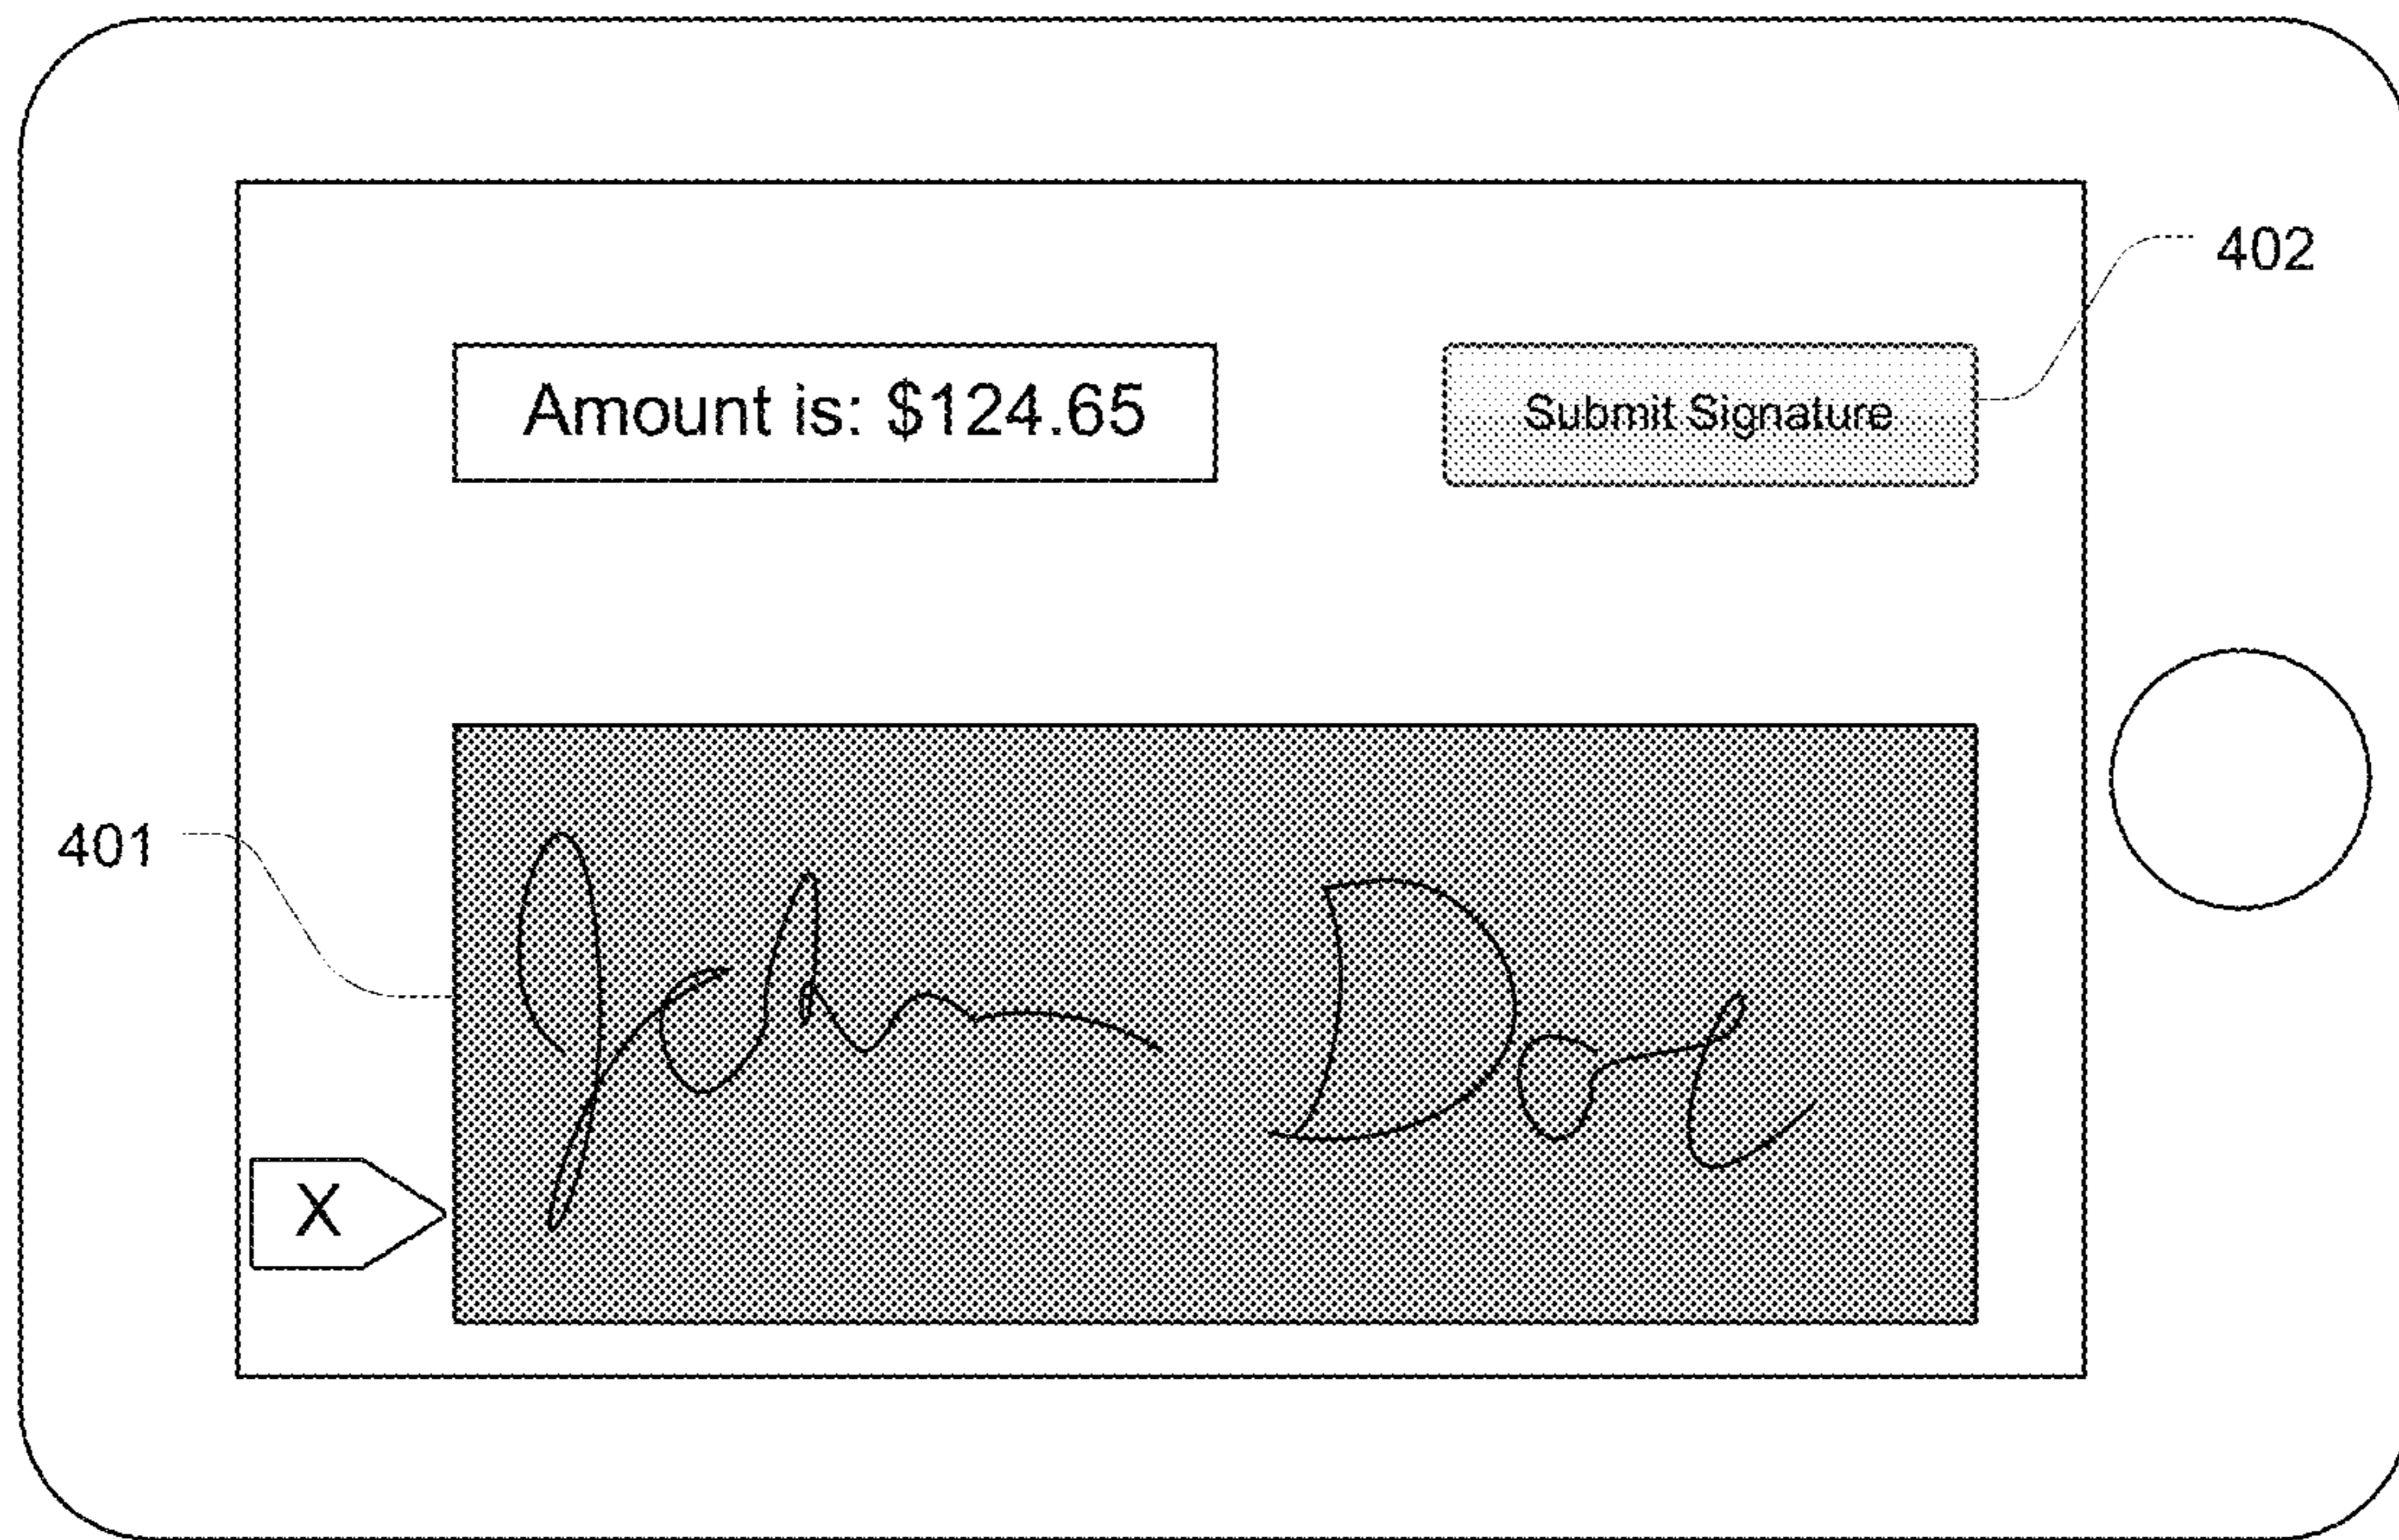 402
Amount is: $124.65
Submit Signature
401
John Doe
X